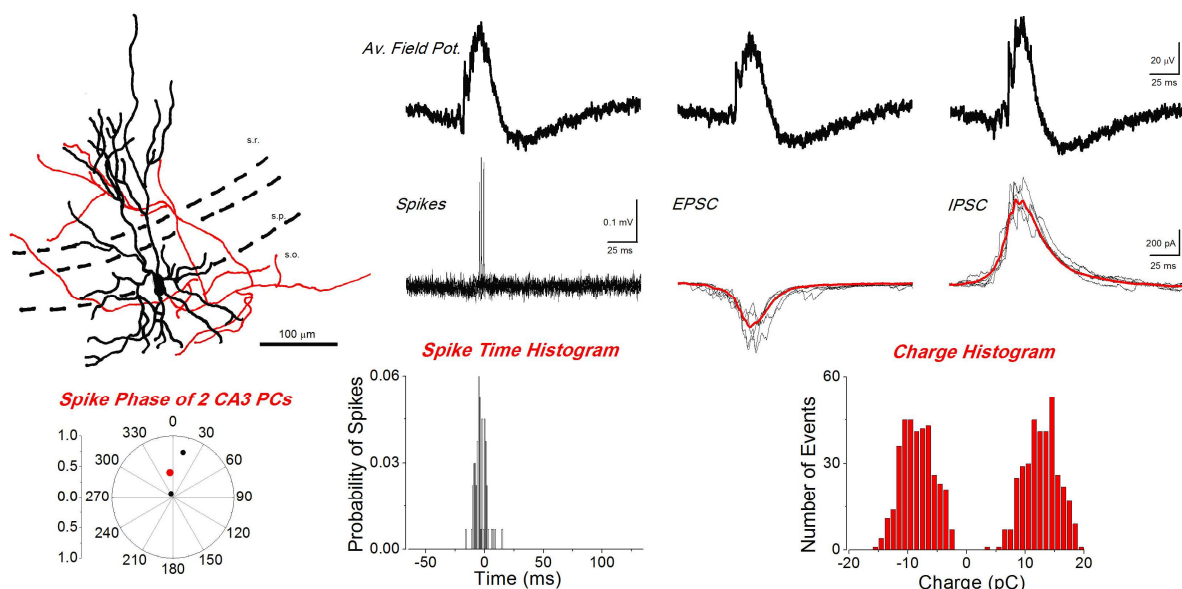 Av. Field Pot.
20 μV
25 ms
s.r.
s.p.
s.o.
100 μm
Spikes
0.1 mV
25 ms
EPSC
IPSC
200 pA
25 ms
Spike Phase of 2 CA3 PCs
1.0
0.5
0.0
0.5
1.0
0
30
60
90
120
150
180
210
240
270
300
330
Spike Time Histogram
Probability of Spikes
0.06
0.03
0.00
-50
0
50
100
Time (ms)
Charge Histogram
Number of Events
60
30
0
-20
-10
0
10
20
Charge (pC)